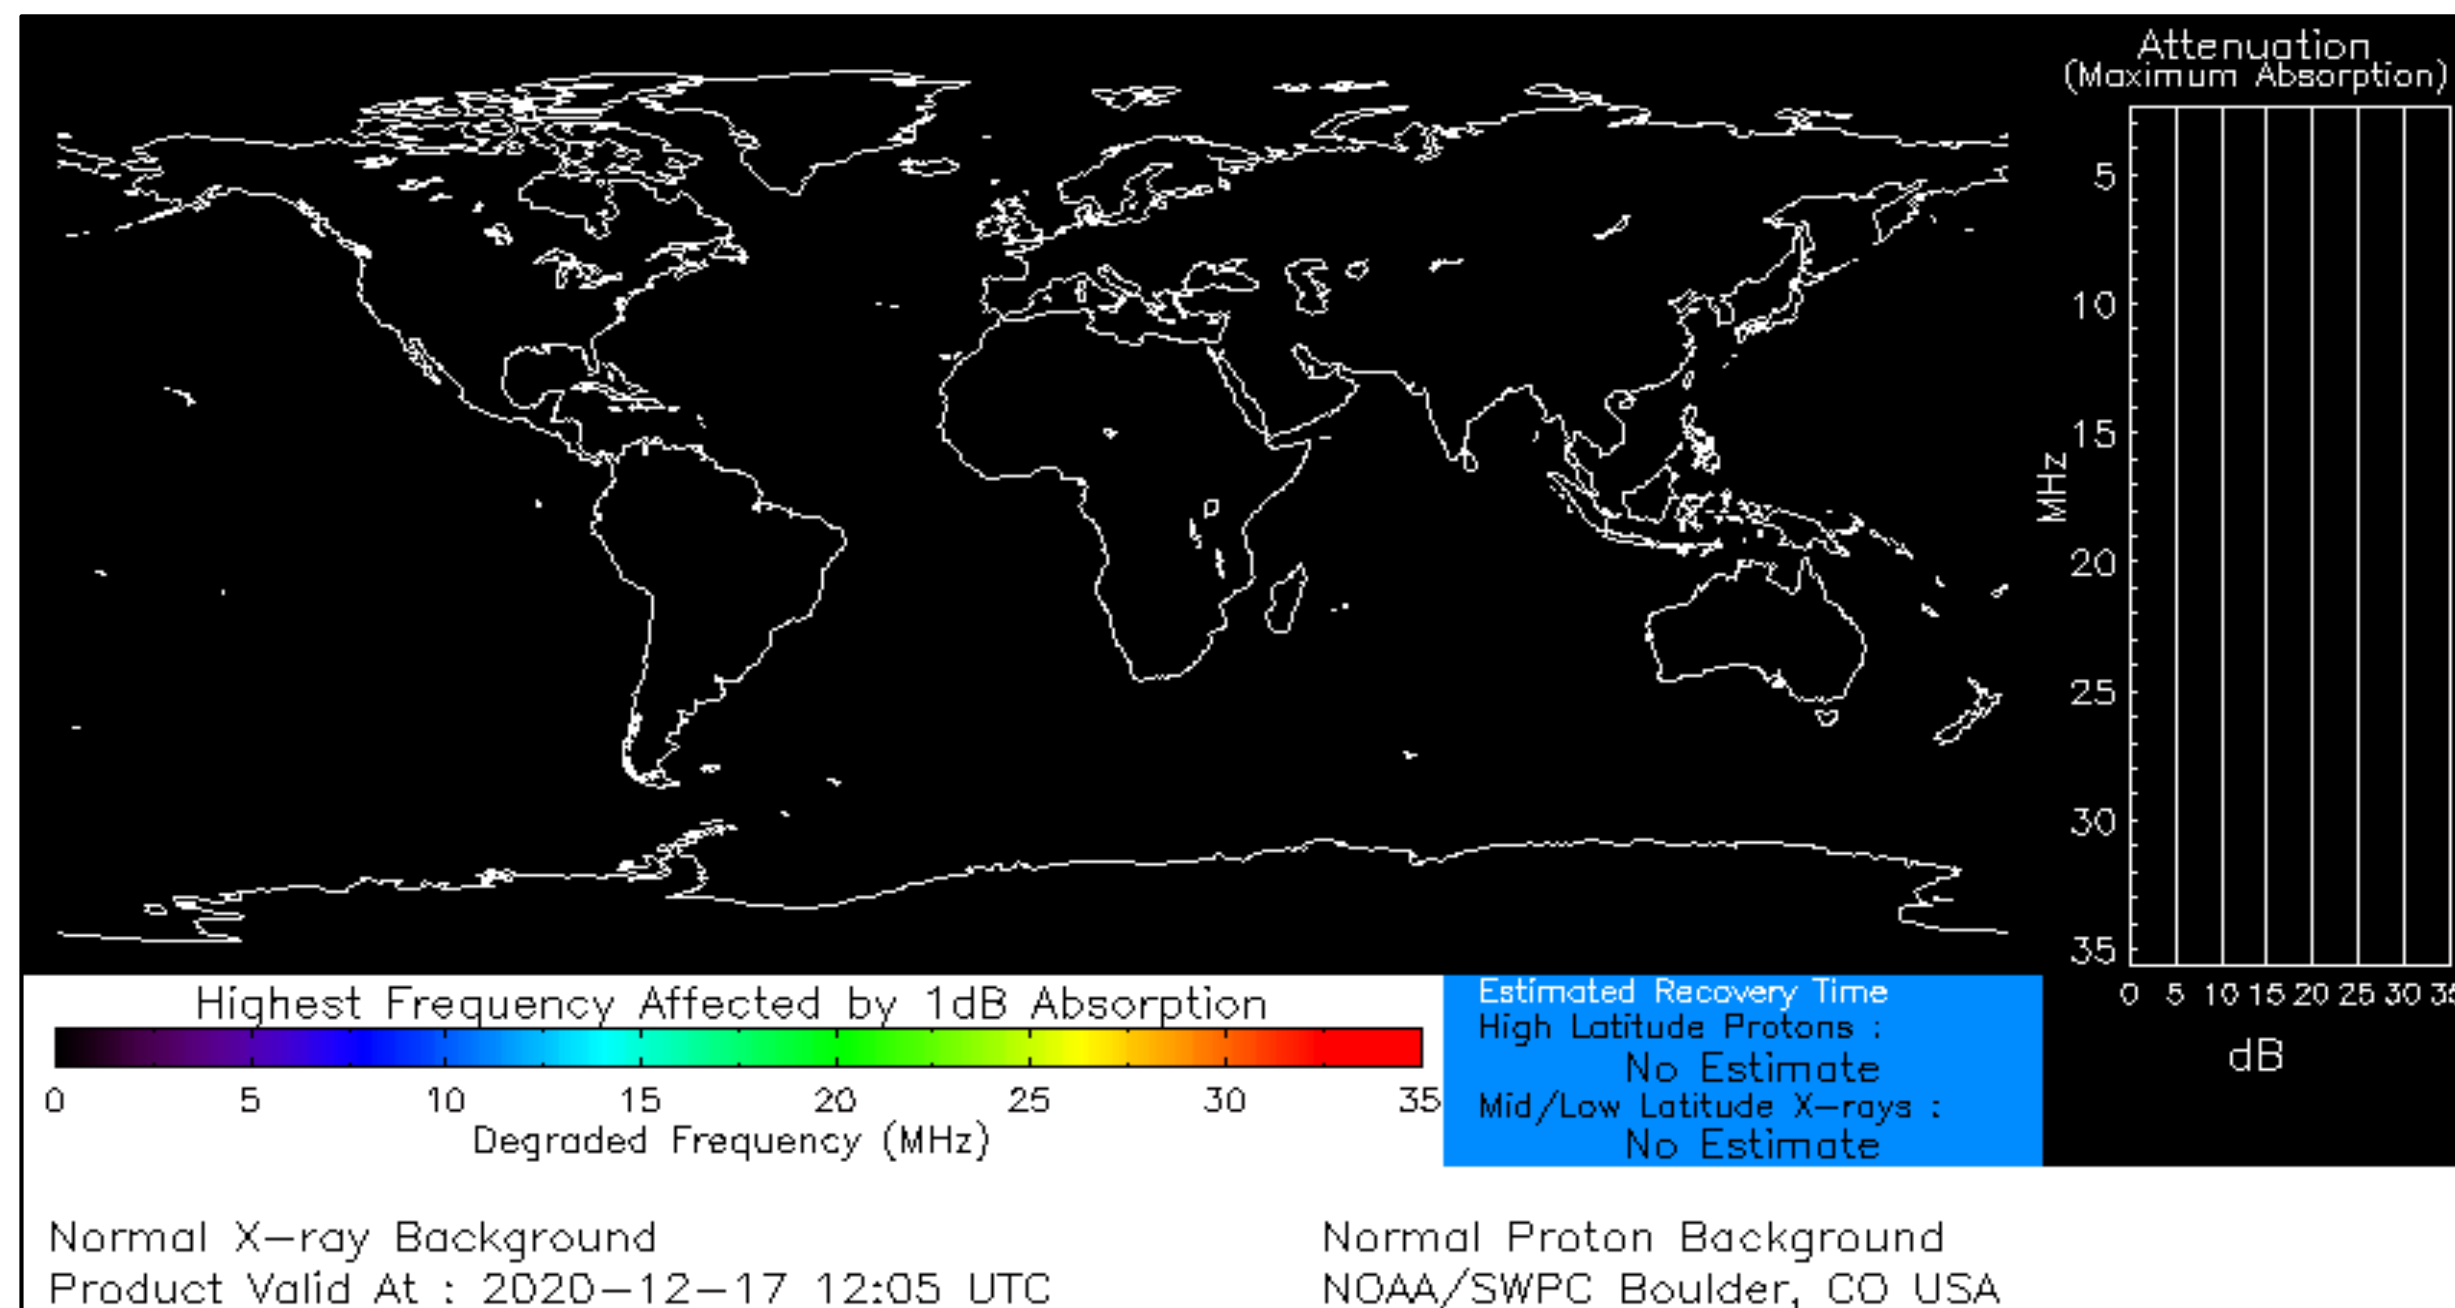 Attenuation
(Maximum Absorption)
5
10
15
20
25
30
35
MHz
0 5 10 15 20 25 30
dB
Highest Frequency Affected by 1dB Absorption
0 5 10 15 20 25 30 35
Degraded Frequency (MHz)
Estimated Recovery Time
High Latitude Protons :
No Estimate
Mid/Low Latitude X-rays :
No Estimate
Normal X-ray Background
Normal Proton Background
Product Valid At : 2020-12-17 12:05 UTC
NOAA/SWPC Boulder, CO USA